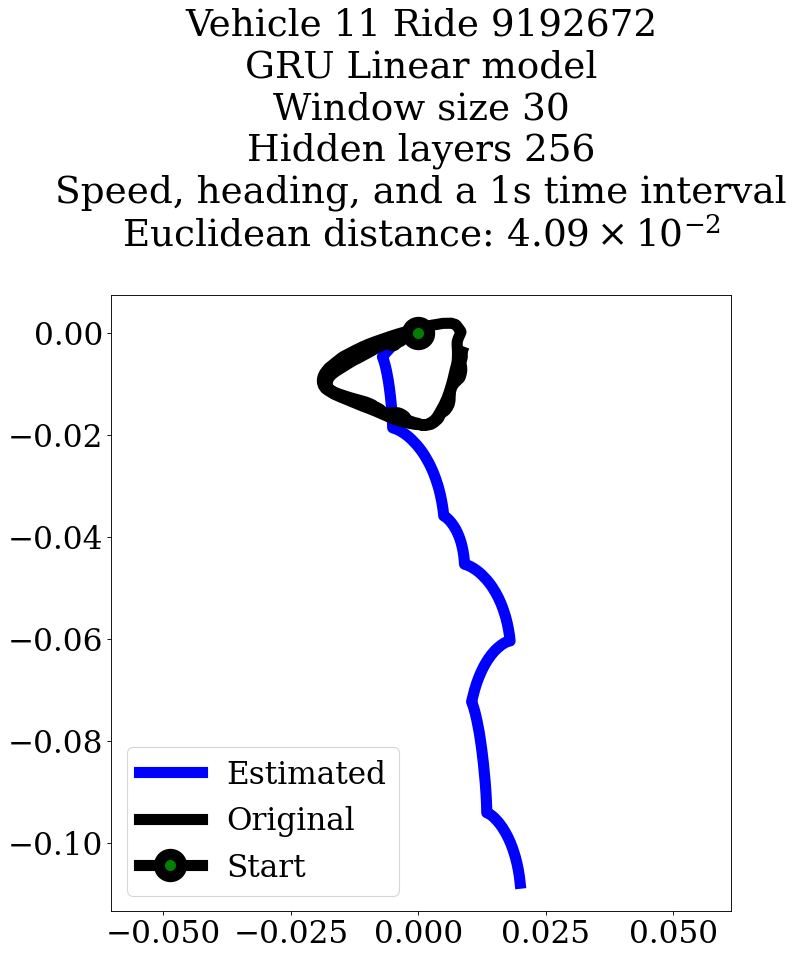 Vehicle 11 Ride 9192672
GRU Linear model
Window size 30
Hidden layers 256
Speed, heading, and a 1s time interval
Euclidean distance: 4.09 × 10⁻²
0.00
−0.02
−0.04
−0.06
−0.08
−0.10
Estimated
Original
Start
−0.050 −0.025 0.000 0.025 0.050